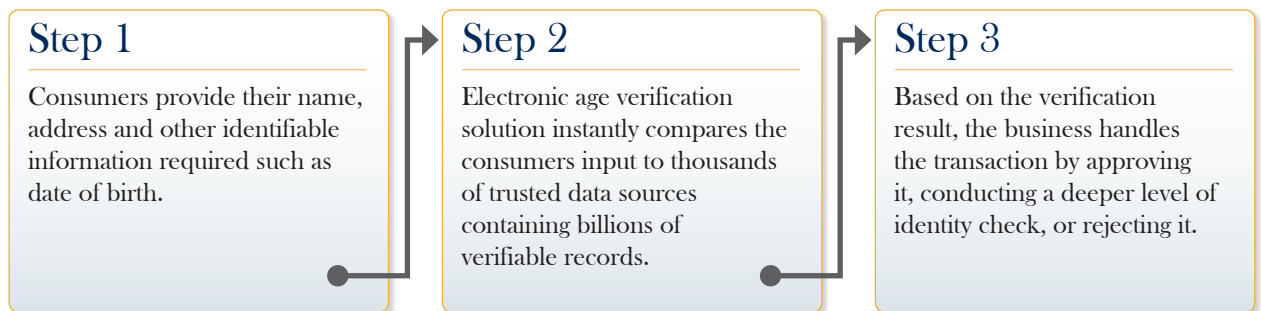 Step 1
Consumers provide their name,
address and other identifiable
information required such as
date of birth.
Step 2
Electronic age verification
solution instantly compares the
consumers input to thousands
of trusted data sources
containing billions of
verifiable records.
Step 3
Based on the verification
result, the business handles
the transaction by approving
it, conducting a deeper level of
identity check, or rejecting it.